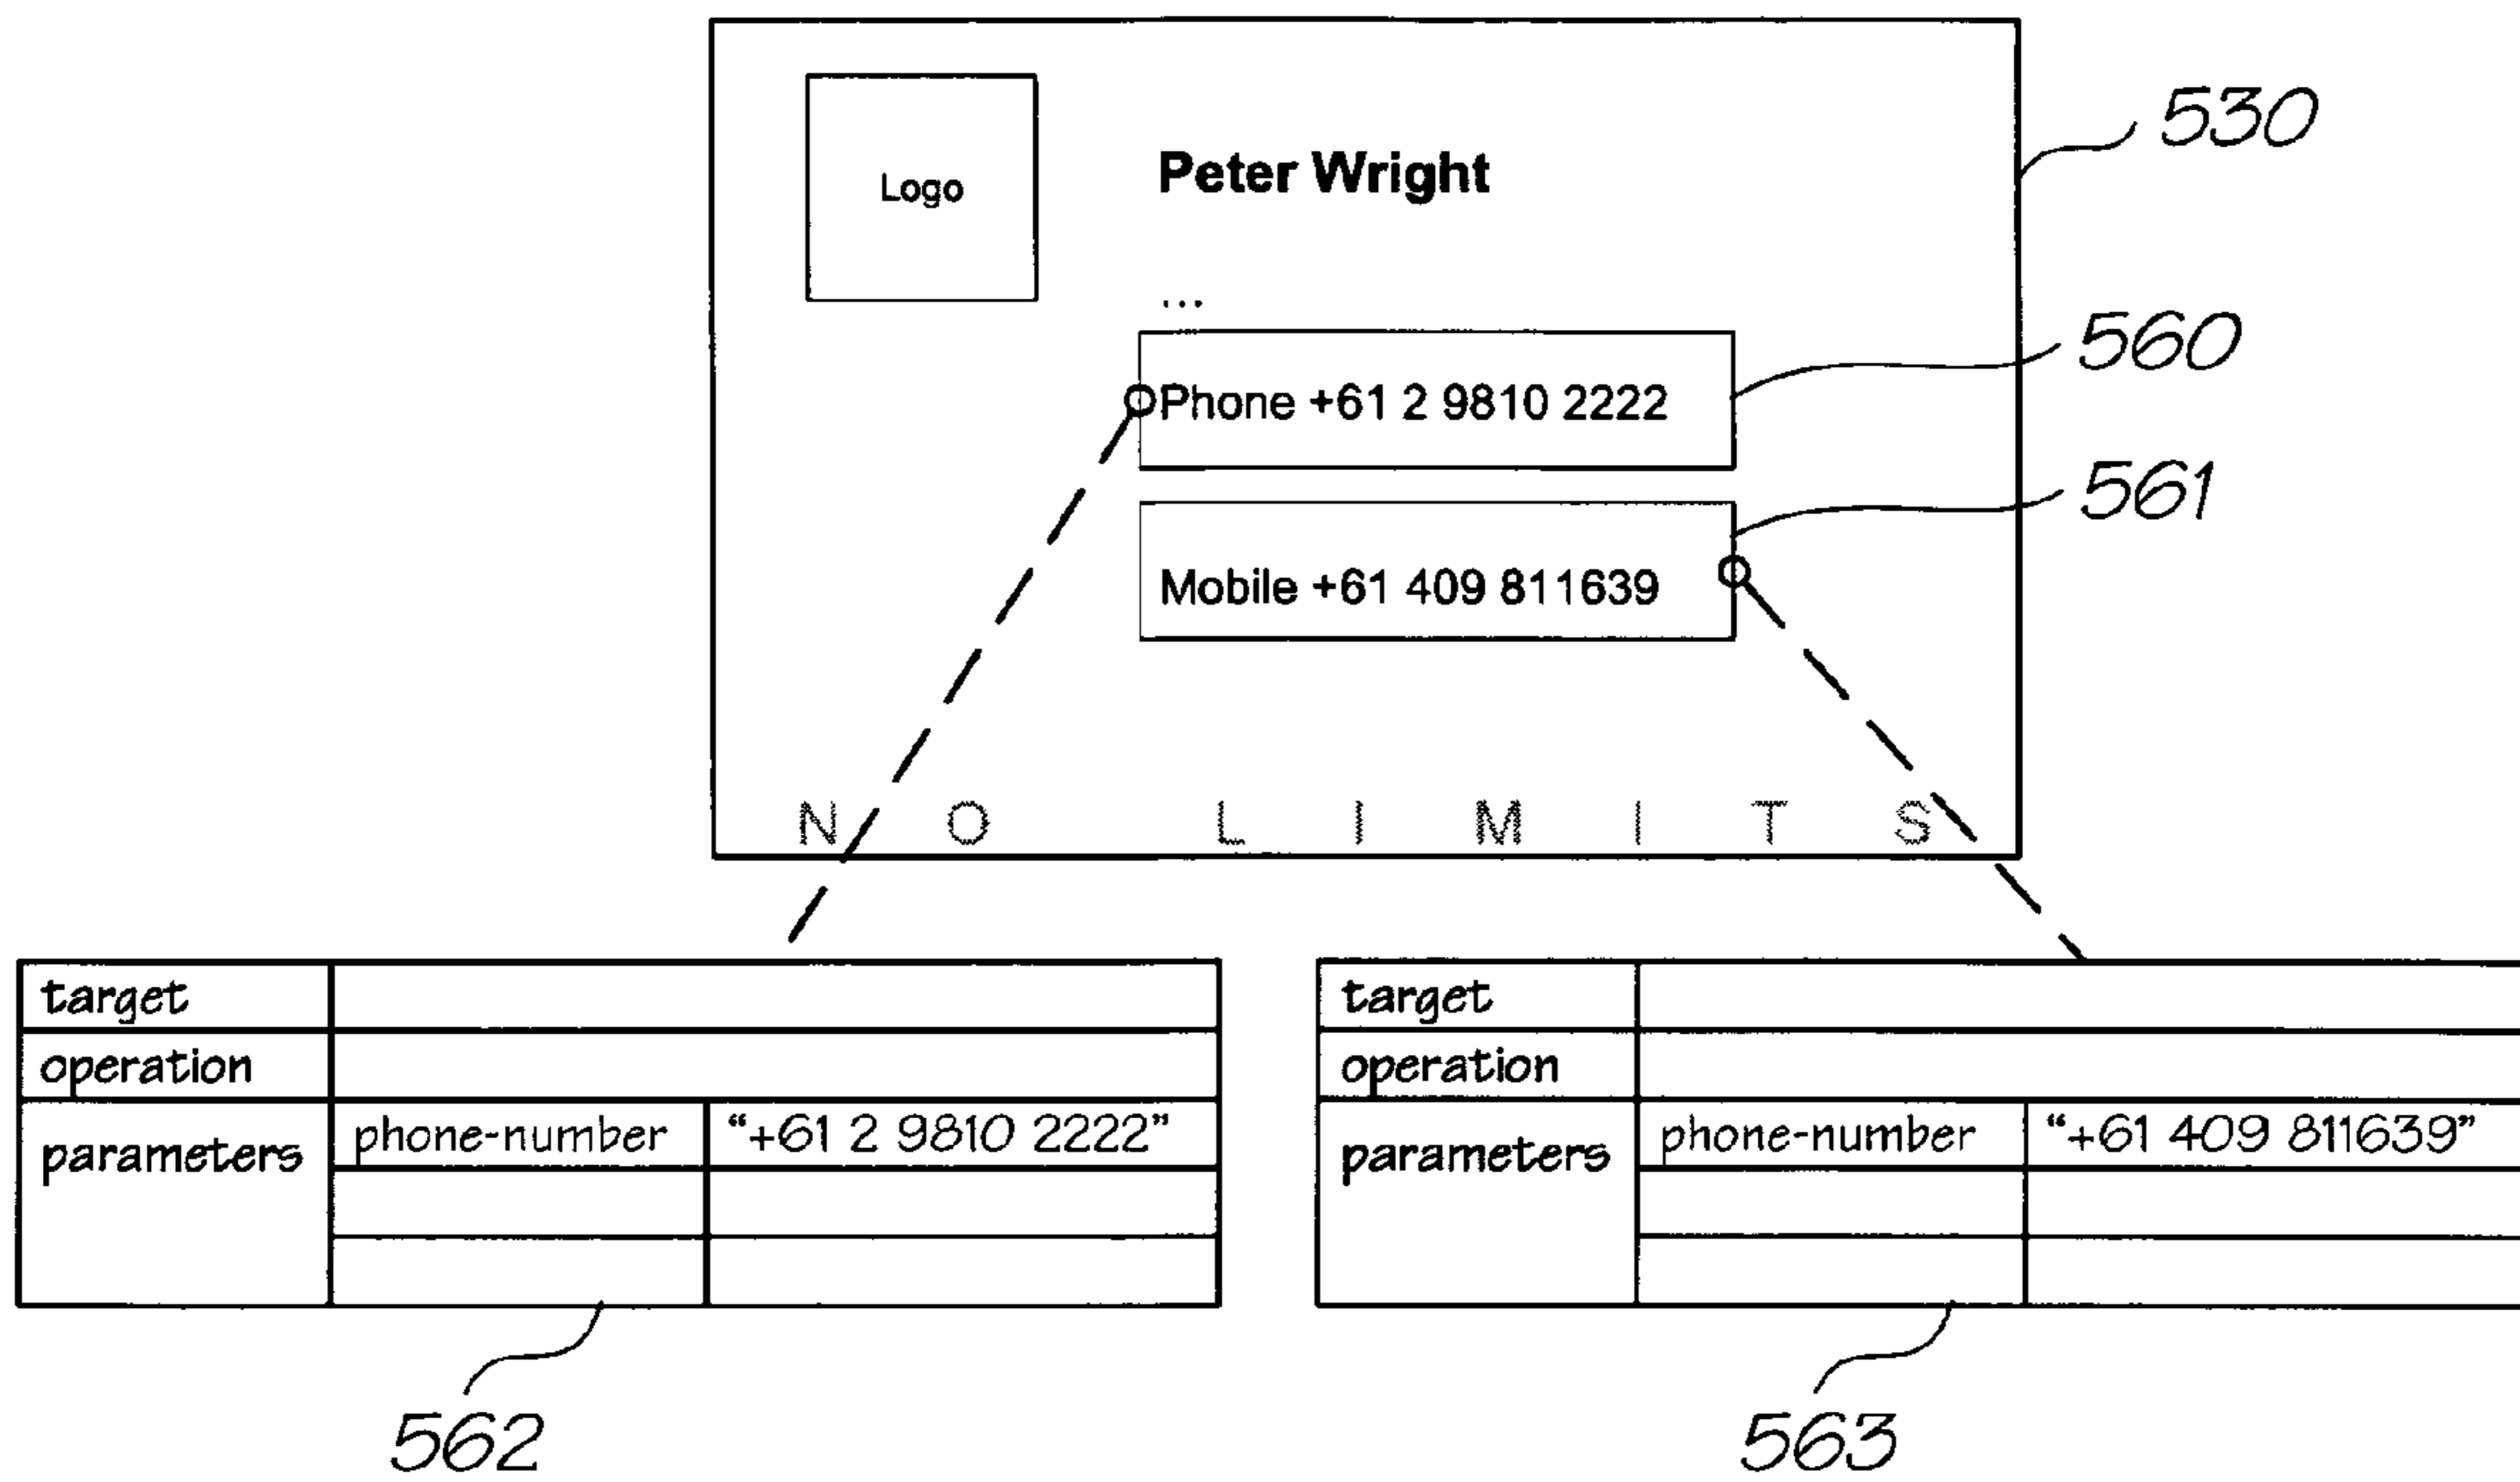 530
Logo
Peter Wright
...
560
Phone +61 2 9810 2222
561
Mobile +61 409 811639
N O L I M I T S
target
operation
parameters phone-number “+61 2 9810 2222”
562
target
operation
parameters phone-number “+61 409 811639”
563